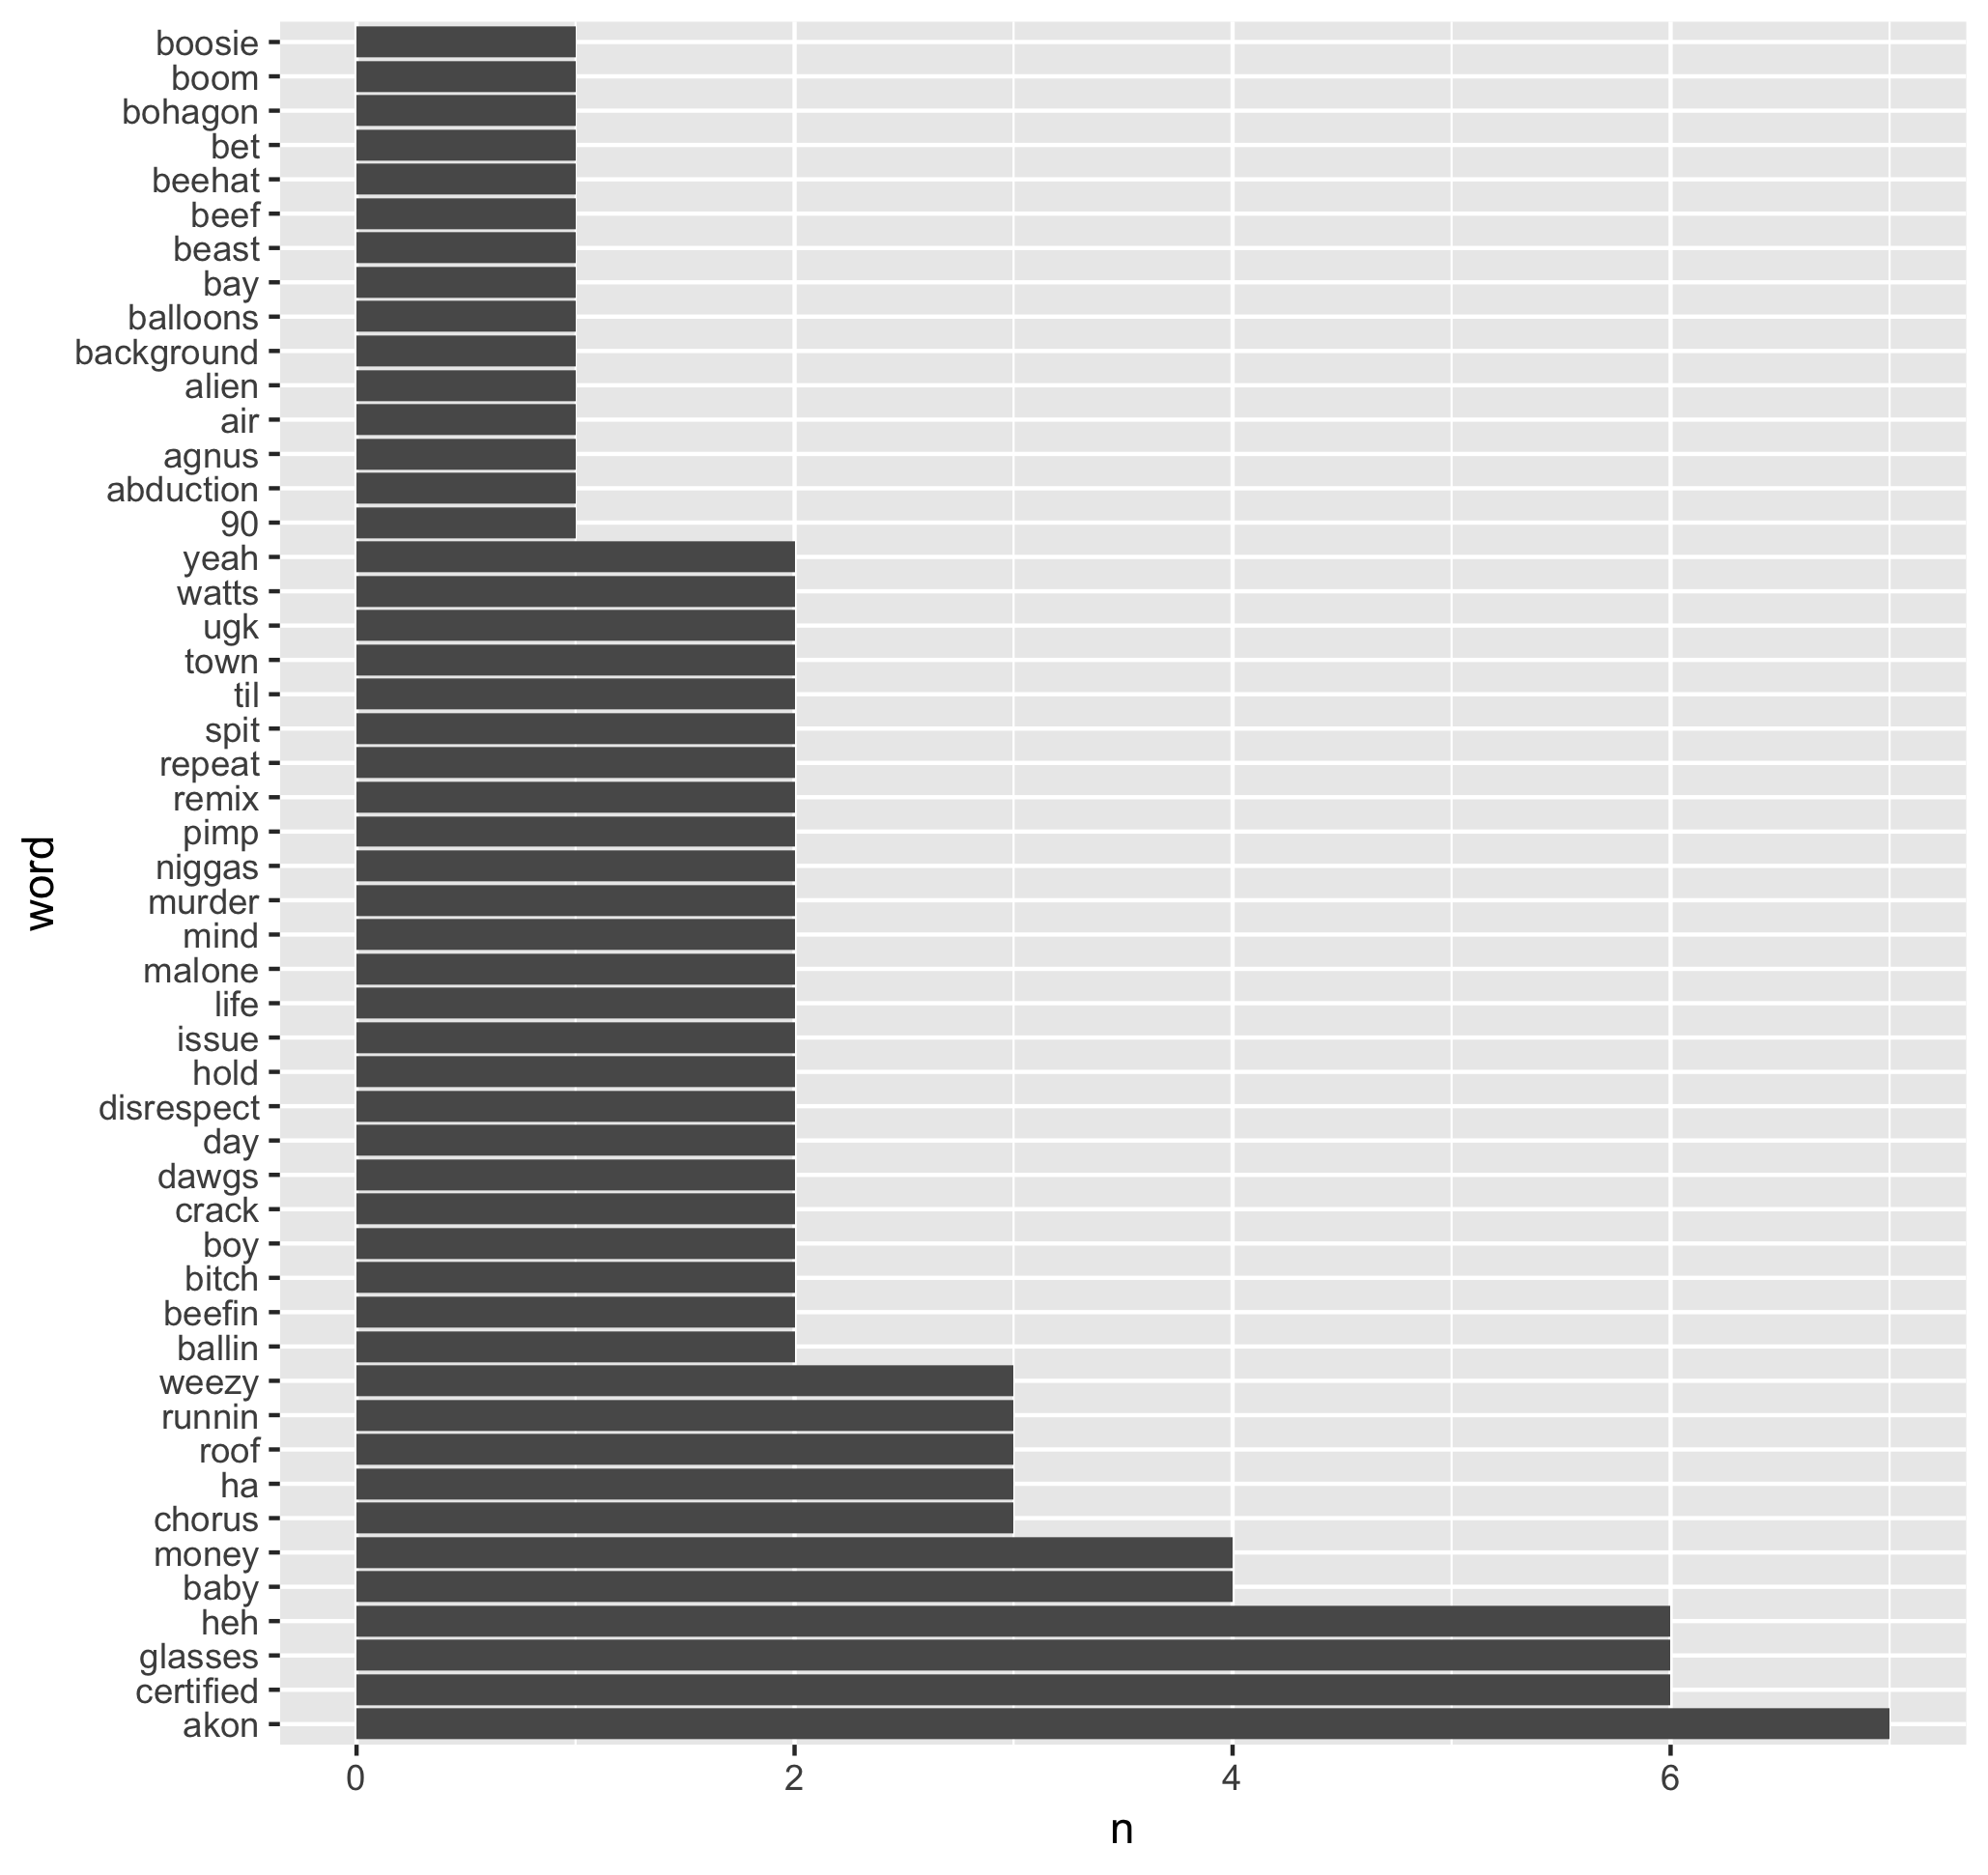 boosie
boom
bohagon
bet
beehat
beef
beast
bay
balloons
background
alien
air
agnus
abduction
90
yeah
watts
ugk
town
til
spit
repeat
remix
pimp
niggas
murder
mind
malone
life
issue
hold
disrespect
day
dawgs
crack
boy
bitch
beefin
ballin
weezy
runnin
roof
ha
chorus
money
baby
heh
glasses
certified
akon
word
0 2 4 6
n